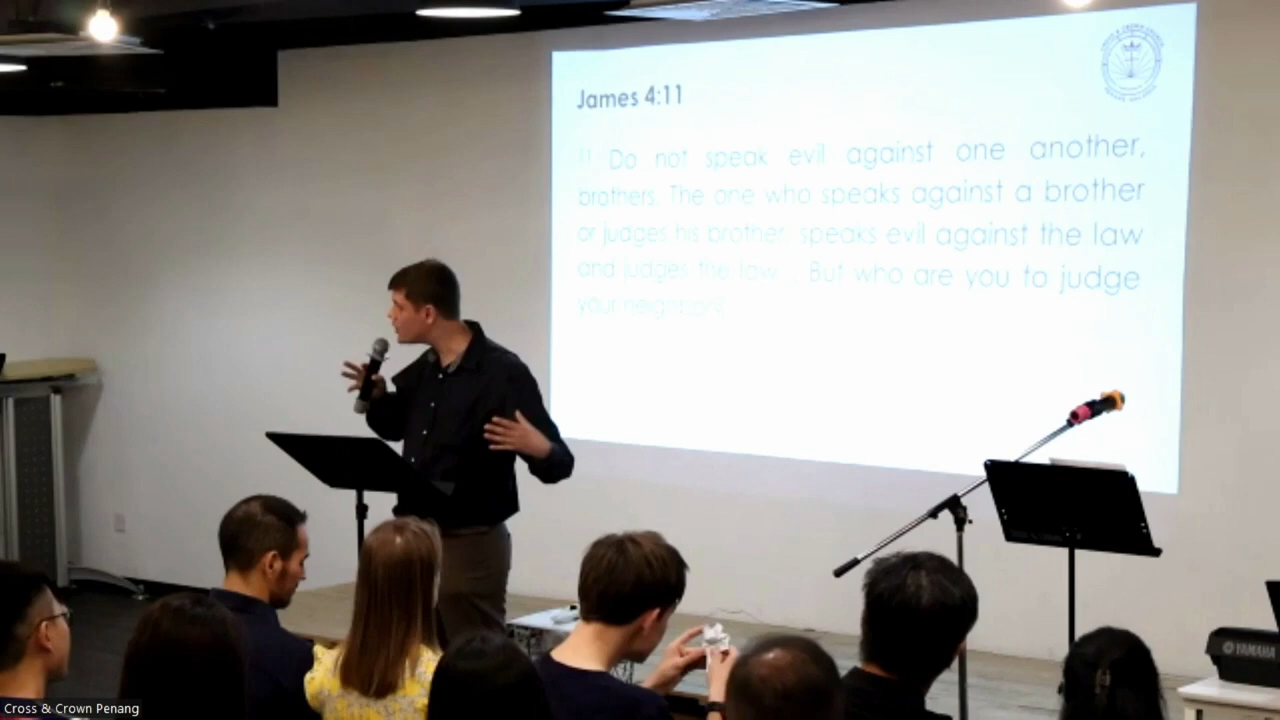 James 4:11
11 Do not speak evil against one another,
brothers. The one who speaks against a brother
or judges his brother, speaks evil against the law
and judges the law . But who are you to judge
your neighbor
YAMAHA
Cross & Crown Penang